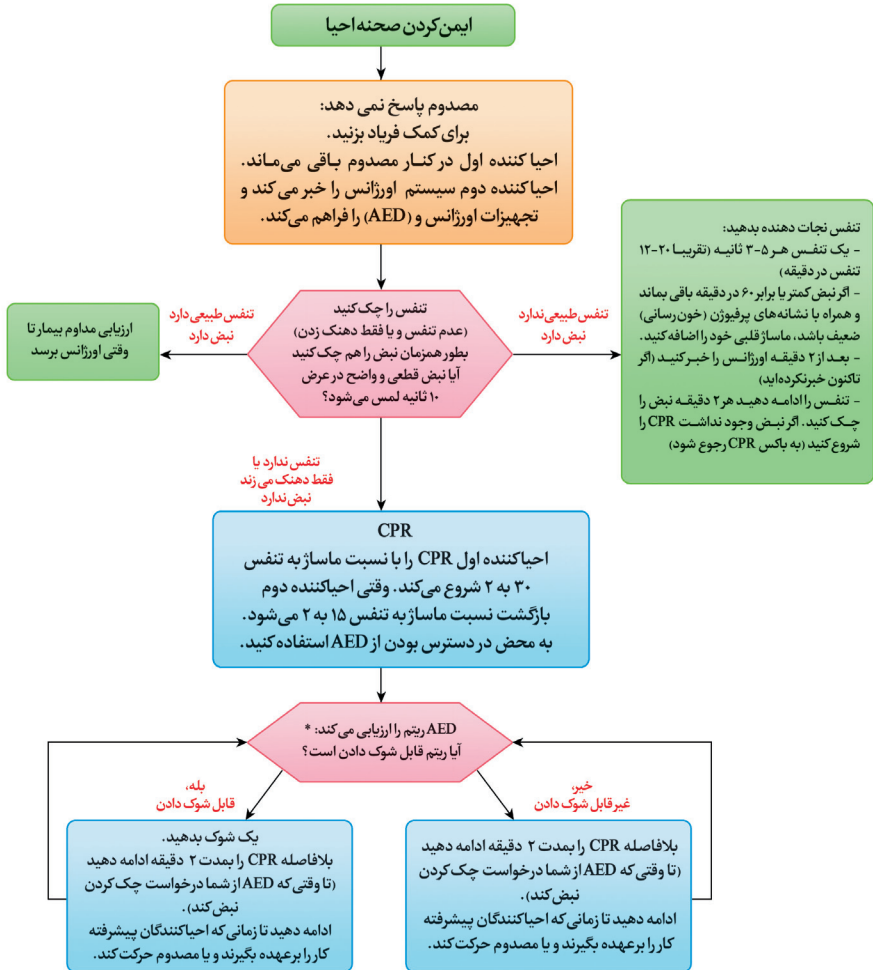 ایمن کردن صحنه احیا
مصدوم پاسخ نمی دهد:
برای کمک فریاد بزنید.
احیا کننده اول در کنار مصدوم باقی می‌ماند.
احیا کننده دوم سیستم اورژانس را خبر می کند و
تجهیزات اورژانس و (AED) را فراهم می‌کند.
تنفس نجات دهنده بدهید:
- یک تنفس هر ۵-۳ ثانیه (تقریبا ۲۰-۱۲
تنفس در دقیقه)
- اگر نبض کمتر یا برابر ۶۰ در دقیقه باقی بماند
و همراه با نشانه های پرفیوژن (خون رسانی)
ضعیف باشد، ماساژ قلبی خود را اضافه کنید.
- بعد از ۲ دقیقه اورژانس را خبر کنید (اگر
تاکنون خبر نکرده اید)
- تنفس را ادامه دهید هر ۲ دقیقه نبض را
چک کنید. اگر نبض وجود نداشت CPR را
شروع کنید (به باکس CPR رجوع شود)
تنفس طبیعی ندارد
نبض دارد
تنفس را چک کنید
(عدم تنفس و یا فقط دهنک زدن)
بطور همزمان نبض را هم چک کنید
آیا نبض قطعی و واضح در عرض
۱۰ ثانیه لمس می‌شود؟
تنفس طبیعی دارد
نبض دارد
ارزیابی مداوم بیمار تا
وقتی اورژانس برسد
تنفس ندارد یا
فقط دهنک می زند
نبض ندارد
CPR
احیا کننده اول CPR را با نسبت ماساژ به تنفس
۳۰ به ۲ شروع می‌کند. وقتی احیا کننده دوم
بازگشت نسبت ماساژ به تنفس ۱۵ به ۲ می‌شود.
به محض در دسترس بودن از AED استفاده کنید.
AED ریتم را ارزیابی می کند: *
آیا ریتم قابل شوک دادن است؟
خیر،
غیر قابل شوک دادن
بله،
قابل شوک دادن
بلافاصله CPR را بمدت ۲ دقیقه ادامه دهید
(تا وقتی که AED از شما درخواست چک کردن
نبض کند).
ادامه دهید تا زمانی که احیاکنندگان پیشرفته
کار را برعهده بگیرند و یا مصدوم حرکت کند.
یک شوک بدهید.
بلافاصله CPR را بمدت ۲ دقیقه ادامه دهید
(تا وقتی که AED از شما درخواست چک کردن
نبض کند).
ادامه دهید تا زمانی که احیاکنندگان پیشرفته
کار را برعهده بگیرند و یا مصدوم حرکت کند.